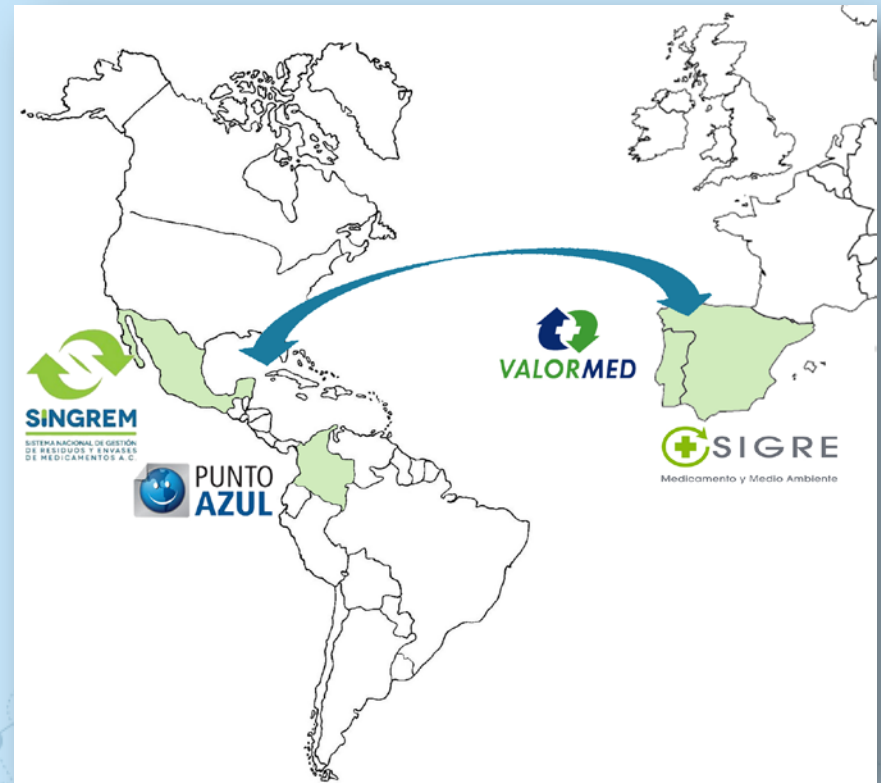 SINGREM
SISTEMA NACIONAL DE GESTIÓN
DE RESIDUOS Y ENVASES
DE MEDICAMENTOS A.C.
PUNTO
AZUL
VALORMED
SIGRE
Medicamento y Medio Ambiente